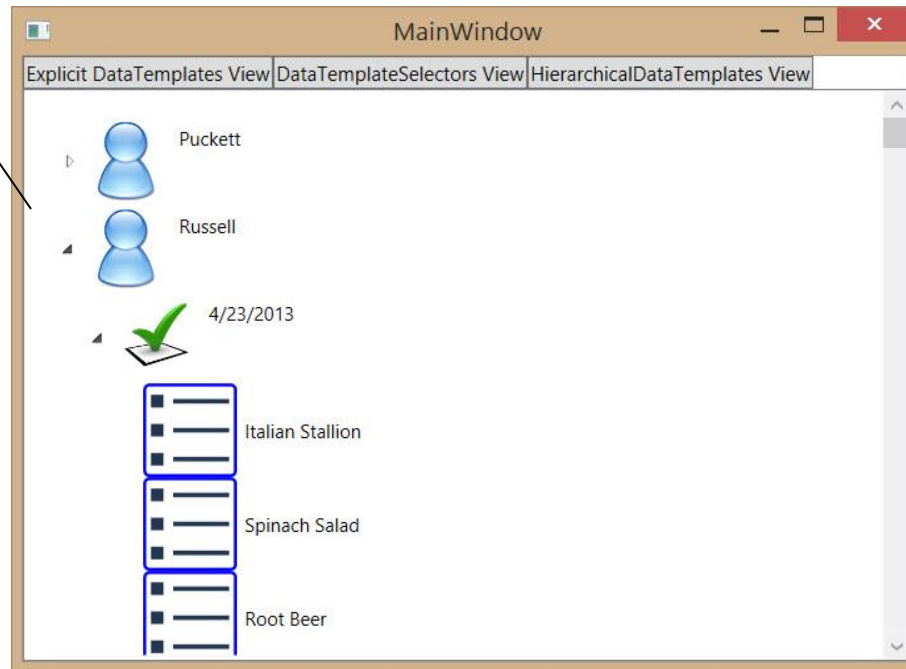 MainWindow
Explicit DataTemplates View DataTemplateSelectors View HierarchicalDataTemplates View
Puckett
Russell
4/23/2013
Italian Stallion
Spinach Salad
Root Beer